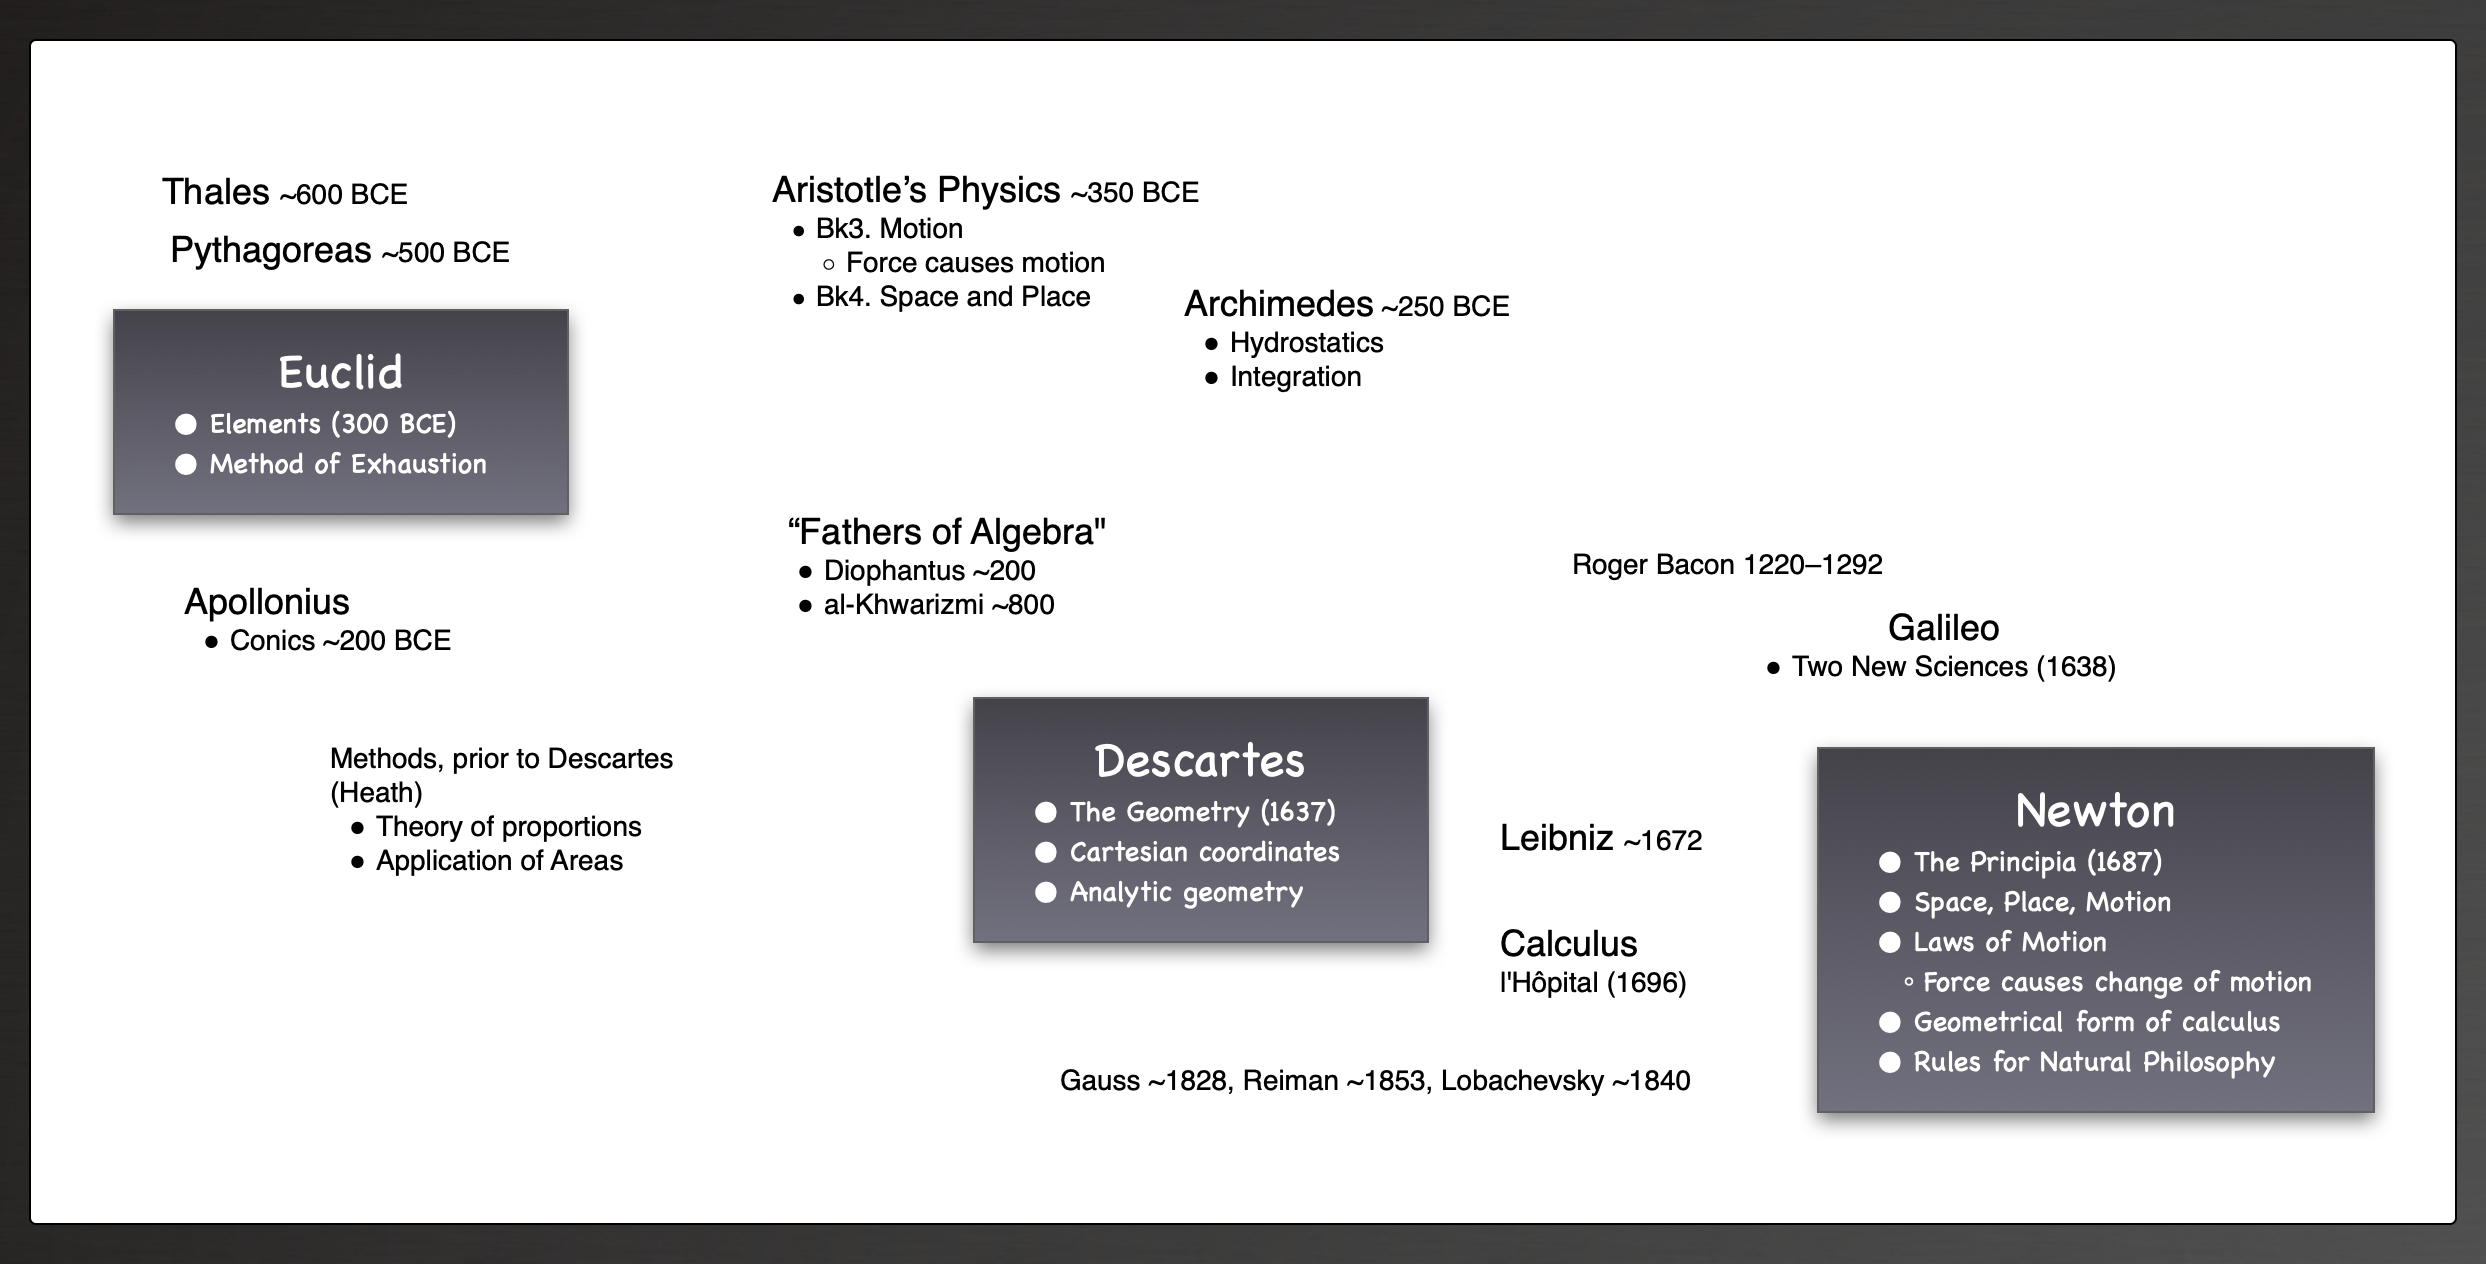 Thales ~600 BCE
Pythagoreas ~500 BCE
Euclid
● Elements (300 BCE)
● Method of Exhaustion
Apollonius
● Conics ~200 BCE
Methods, prior to Descartes
(Heath)
● Theory of proportions
● Application of Areas
Aristotle’s Physics ~350 BCE
● Bk3. Motion
○ Force causes motion
● Bk4. Space and Place
Archimedes ~250 BCE
● Hydrostatics
● Integration
“Fathers of Algebra"
● Diophantus ~200
● al-Khwarizmi ~800
Roger Bacon 1220–1292
Galileo
● Two New Sciences (1638)
Descartes
● The Geometry (1637)
● Cartesian coordinates
● Analytic geometry
Leibniz ~1672
Calculus
l'Hôpital (1696)
Newton
● The Principia (1687)
● Space, Place, Motion
● Laws of Motion
○ Force causes change of motion
● Geometrical form of calculus
● Rules for Natural Philosophy
Gauss ~1828, Reiman ~1853, Lobachevsky ~1840